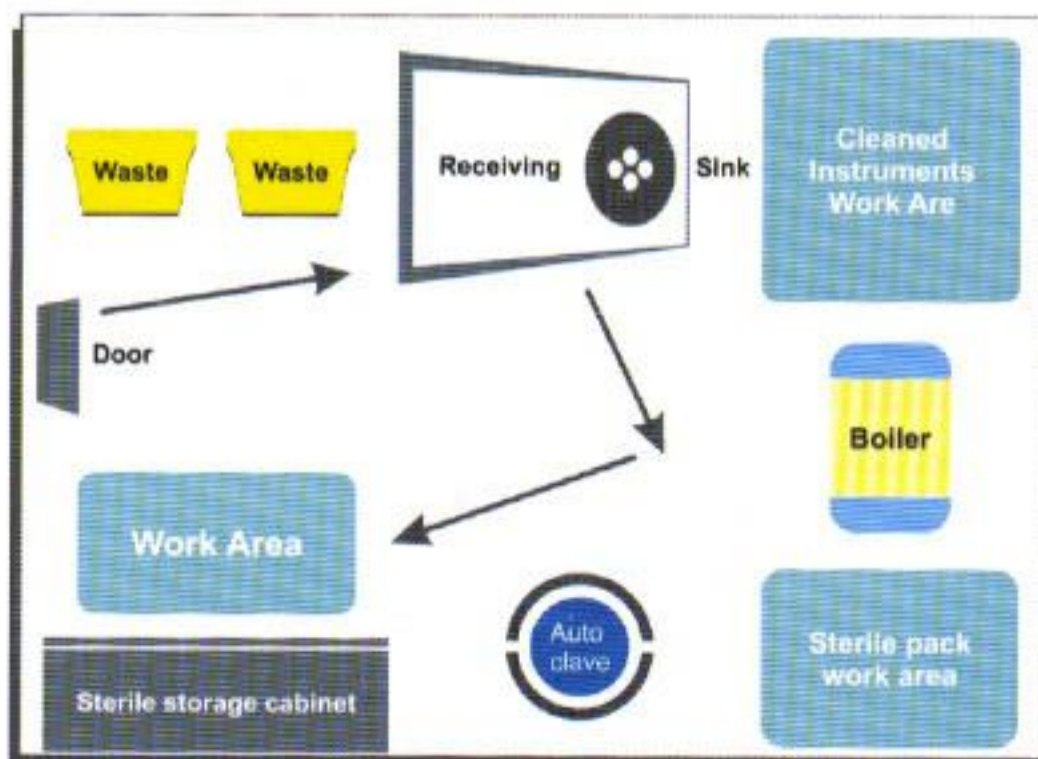 Waste
Waste
Receiving
Sink
Cleaned
Instruments
Work Are
Door
Boiler
Work Area
Auto
clave
Sterile pack
work area
Sterile storage cabinet